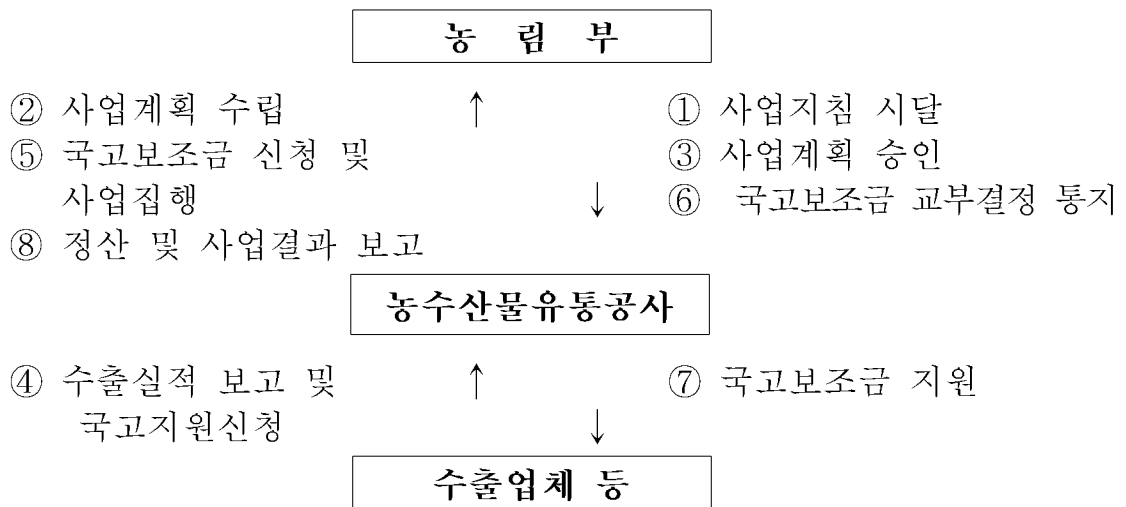 농 림 부
② 사업계획 수립 ↑ ① 사업지침 시달
⑤ 국고보조금 신청 및 ③ 사업계획 승인
사업집행 ↓ ⑥ 국고보조금 교부결정 통지
⑧ 정산 및 사업결과 보고
농수산물유통공사
④ 수출실적 보고 및 ↑ ⑦ 국고보조금 지원
국고지원신청 ↓
수출업체 등